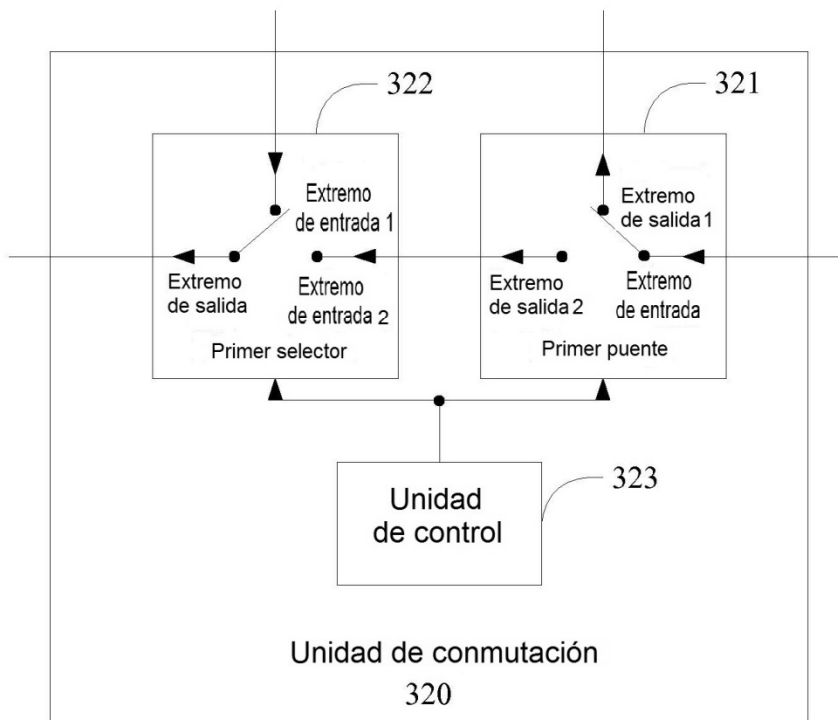 322
321
Extremo
de entrada 1
Extremo
de salida
Extremo
de entrada 2
Primer selector
Extremo
de salida 1
Extremo
de salida 2
Extremo
de entrada
Primer puente
Unidad
de control
323
Unidad de conmutación
320